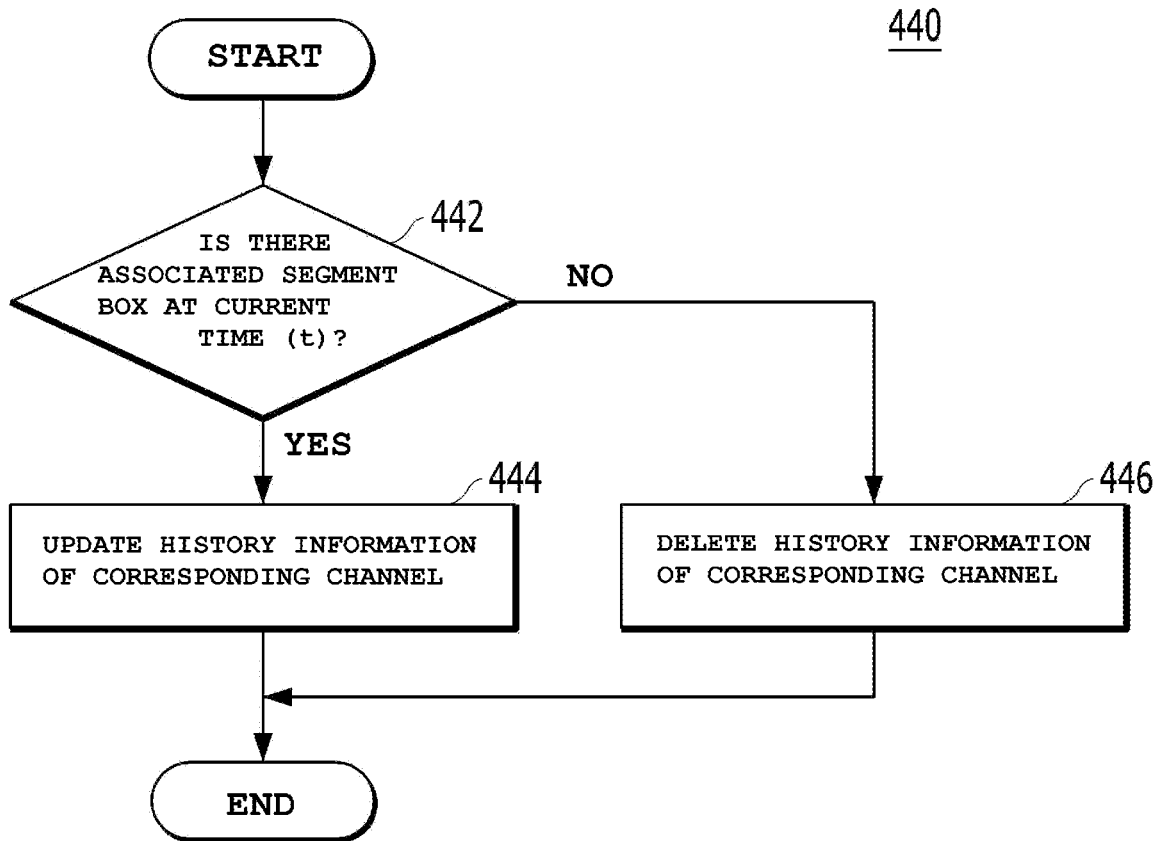 440
START
442
IS THERE
ASSOCIATED SEGMENT
BOX AT CURRENT
TIME (t)?
NO
YES
444
UPDATE HISTORY INFORMATION
OF CORRESPONDING CHANNEL
446
DELETE HISTORY INFORMATION
OF CORRESPONDING CHANNEL
END